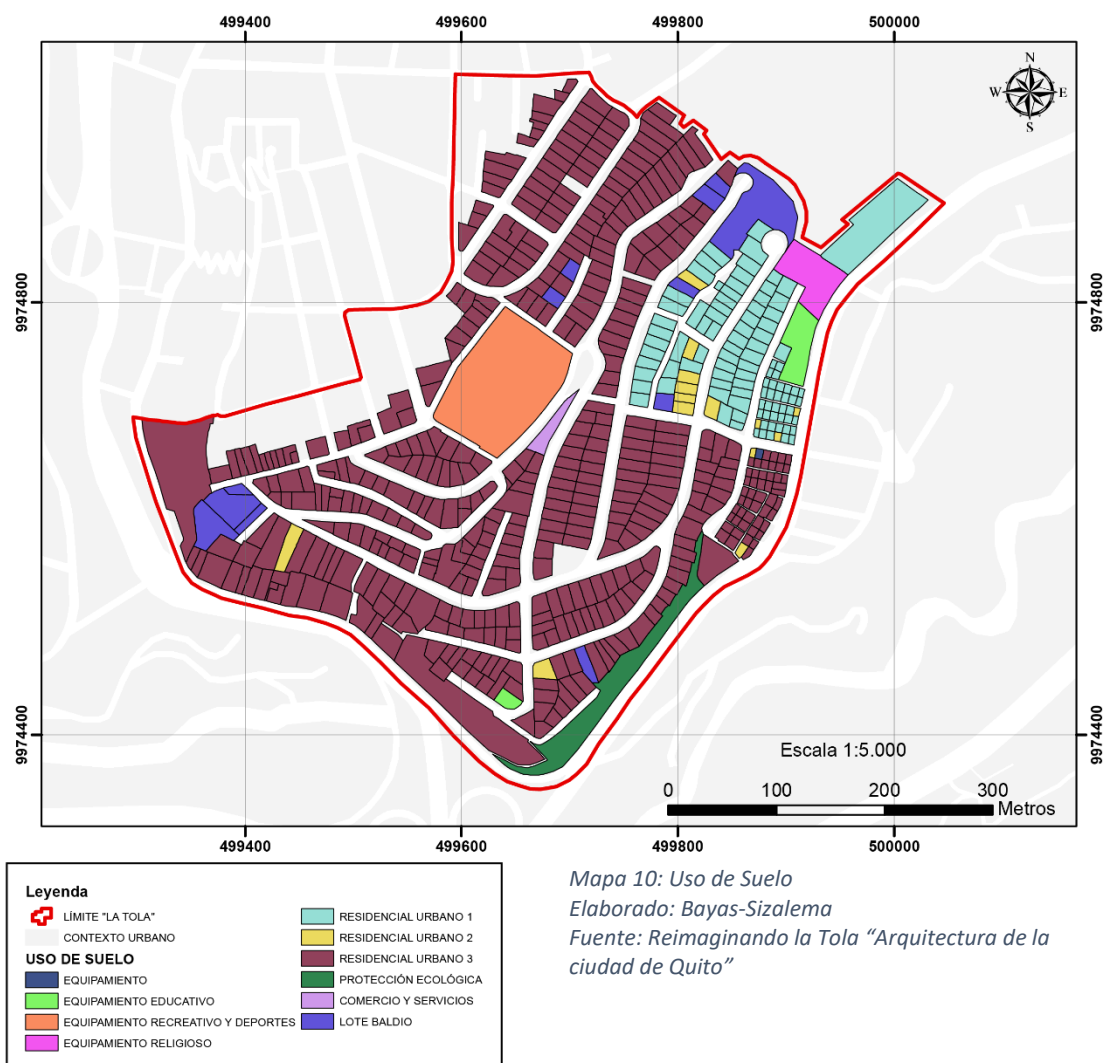 499400 499600 499800 500000
N
W E
S
9974800 9974800
9974400 9974400
Escala 1:5.000
0 100 200 300
Metros
499400 499600 499800 500000
Leyenda
LÍMITE "LA TOLA"
CONTEXTO URBANO
USO DE SUELO
EQUIPAMIENTO
EQUIPAMIENTO EDUCATIVO
EQUIPAMIENTO RECREATIVO Y DEPORTES
EQUIPAMIENTO RELIGIOSO
RESIDENCIAL URBANO 1
RESIDENCIAL URBANO 2
RESIDENCIAL URBANO 3
PROTECCIÓN ECOLÓGICA
COMERCIO Y SERVICIOS
LOTE BALDIO
Mapa 10: Uso de Suelo
Elaborado: Bayas-Sizalema
Fuente: Reimaginando la Tola “Arquitectura de la
ciudad de Quito”